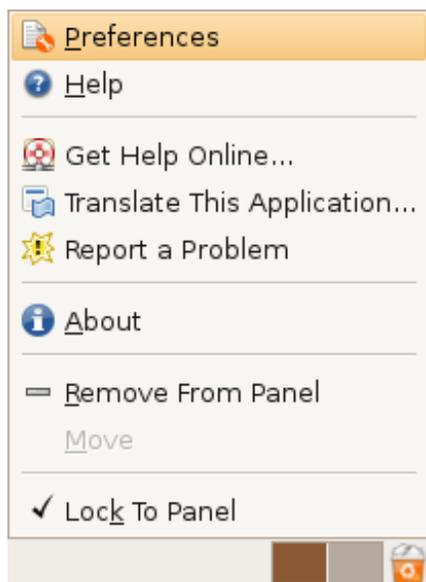 Preferences
Help
Get Help Online...
Translate This Application...
Report a Problem
About
Remove From Panel
Move
Lock To Panel